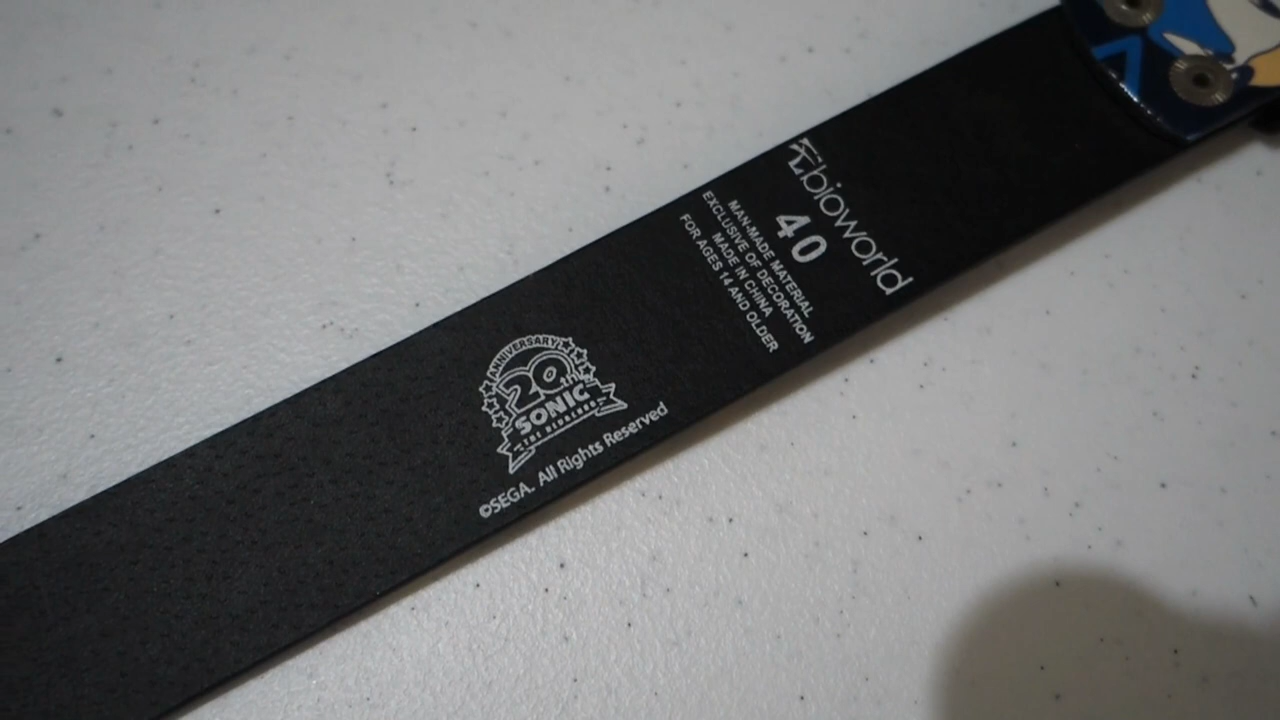 bioworld
40
MAN-MADE MATERIAL
EXCLUSIVE OF DECORATION
MADE IN CHINA
FOR AGES 14 AND OLDER
ANNIVERSARY
20th
SONIC
THE HEDGEHOG
©SEGA. All Rights Reserved